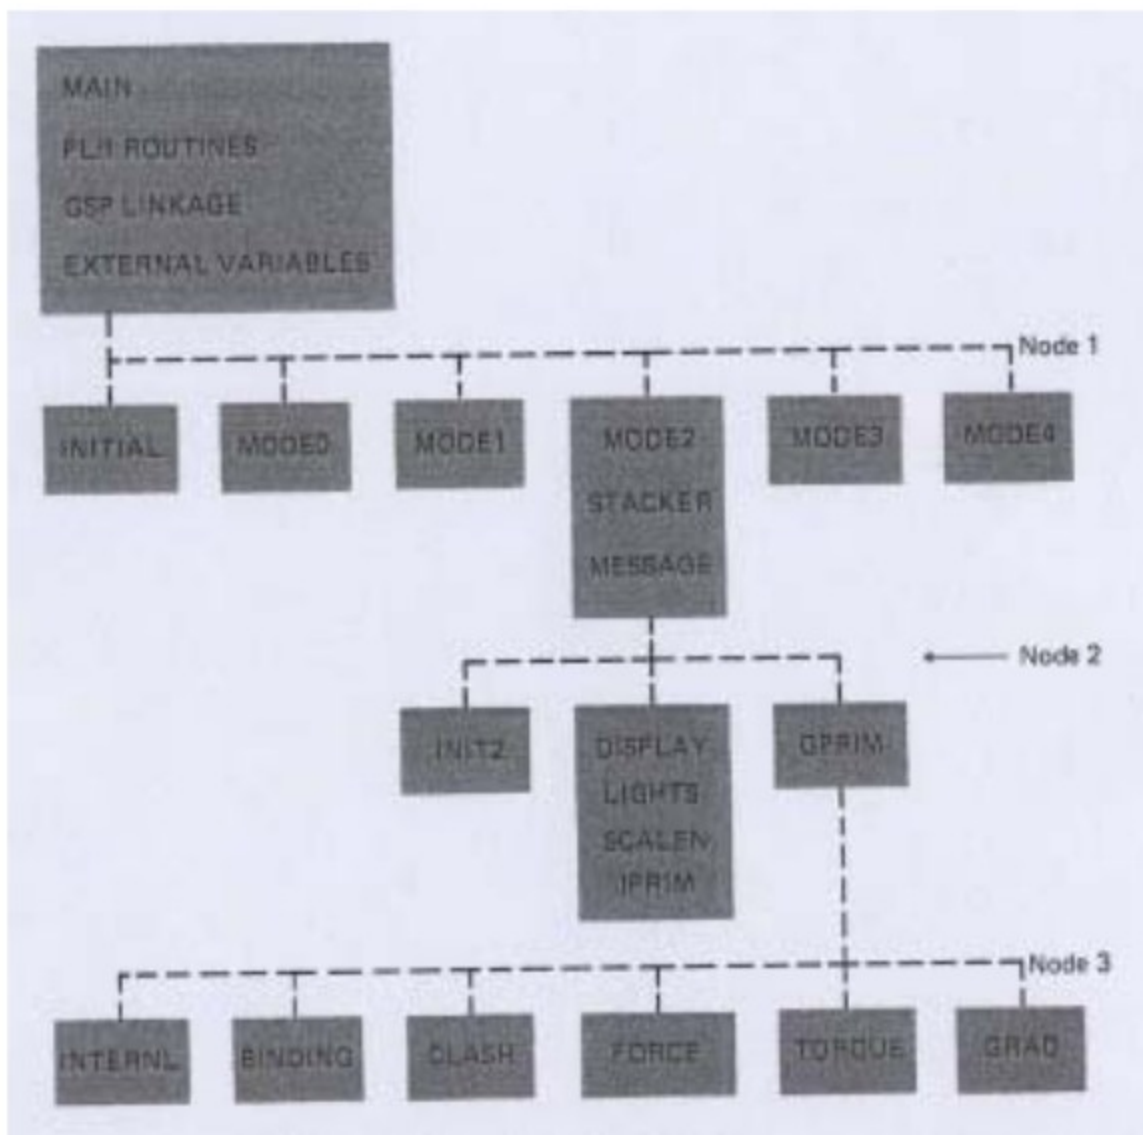 MAIN
PL/1 ROUTINES
GSP LINKAGE
EXTERNAL VARIABLES
Node 1
INITIAL
MODE0
MODE1
MODE2
STACKER
MESSAGE
MODE3
MODE4
Node 2
INIT2
DISPLAY
LIGHTS
SCALEN
IPRIM
GPRIM
Node 3
INTERNL
BINDING
CLASH
FORCE
TORQUE
GRAD